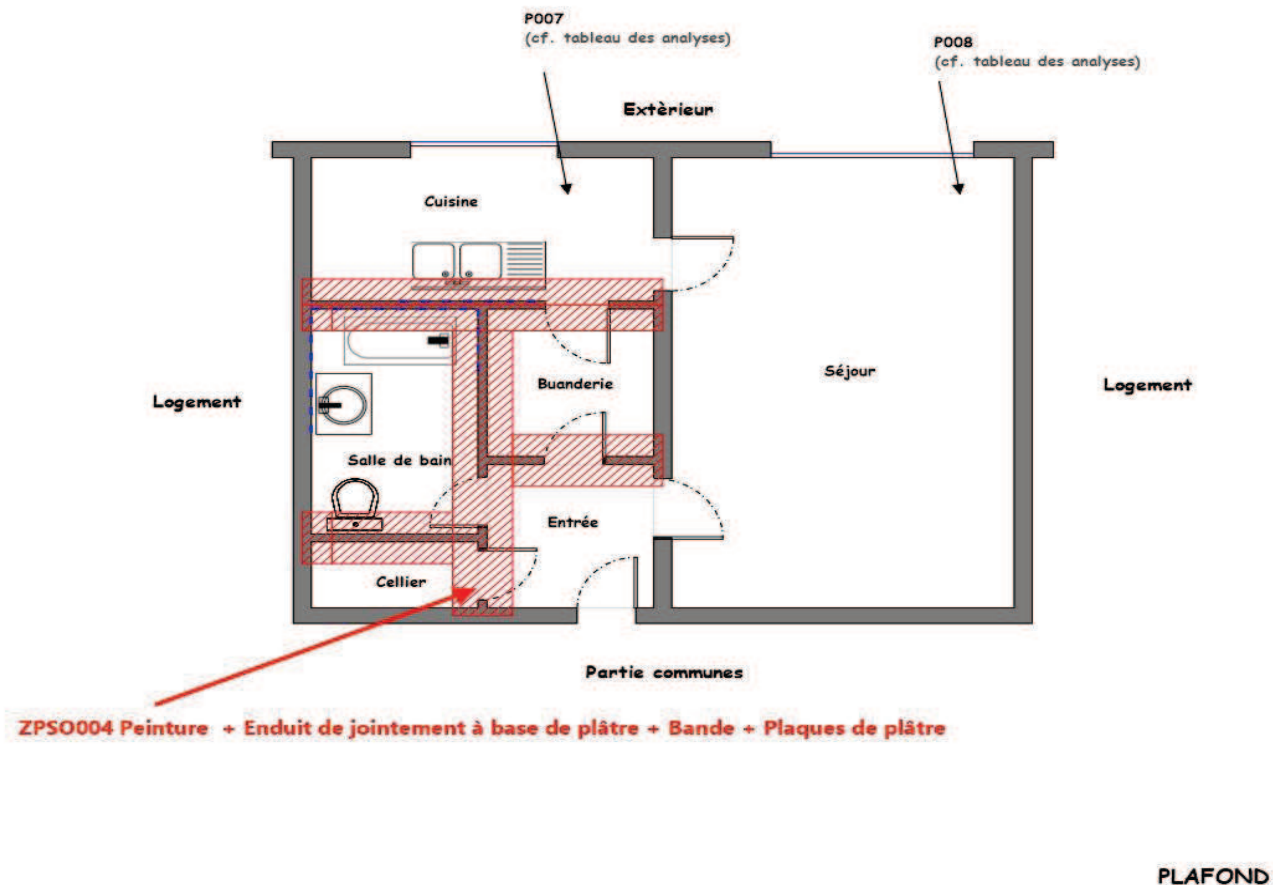 P007
(cf. tableau des analyses)
P008
(cf. tableau des analyses)
Extèrieur
Cuisine
Séjour
Buanderie
Logement
Logement
Salle de bain
Entrée
Cellier
Partie communes
ZPSO004 Peinture + Enduit de jointement à base de plâtre + Bande + Plaques de plâtre
PLAFOND